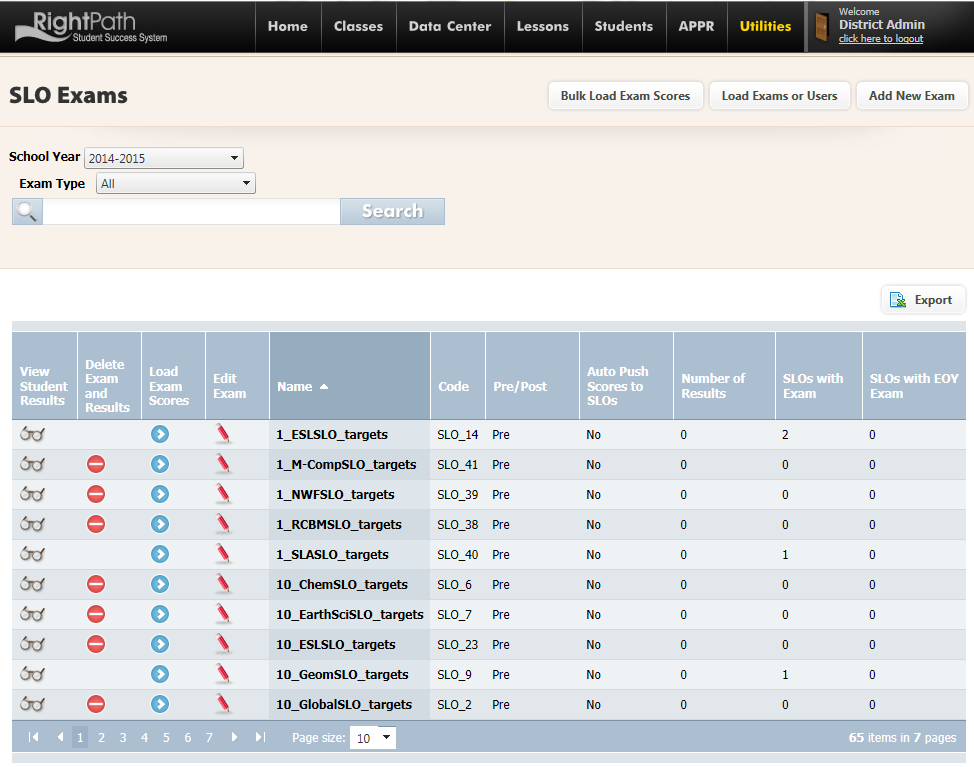 RightPath
Student Success System
Home Classes Data Center Lessons Students APPR Utilities
Welcome
District Admin
click here to logout
SLO Exams
Bulk Load Exam Scores Load Exams or Users Add New Exam
School Year 2014-2015
Exam Type All
Search
Export
View Student Results Delete Exam and Results Load Exam Scores Edit Exam Name Code Pre/Post Auto Push Scores to SLOs Number of Results SLOs with Exam SLOs with EOY Exam
1_ESLSLO_targets SLO_14 Pre No 0 2 0
1_M-CompSLO_targets SLO_41 Pre No 0 0 0
1_NWFSLO_targets SLO_39 Pre No 0 0 0
1_RCBMSLO_targets SLO_38 Pre No 0 0 0
1_SLASLO_targets SLO_40 Pre No 0 1 0
10_ChemSLO_targets SLO_6 Pre No 0 0 0
10_EarthSciSLO_targets SLO_7 Pre No 0 0 0
10_ESLSLO_targets SLO_23 Pre No 0 0 0
10_GeomSLO_targets SLO_9 Pre No 0 1 0
10_GlobalSLO_targets SLO_2 Pre No 0 0 0
1 2 3 4 5 6 7 Page size: 10 65 items in 7 pages